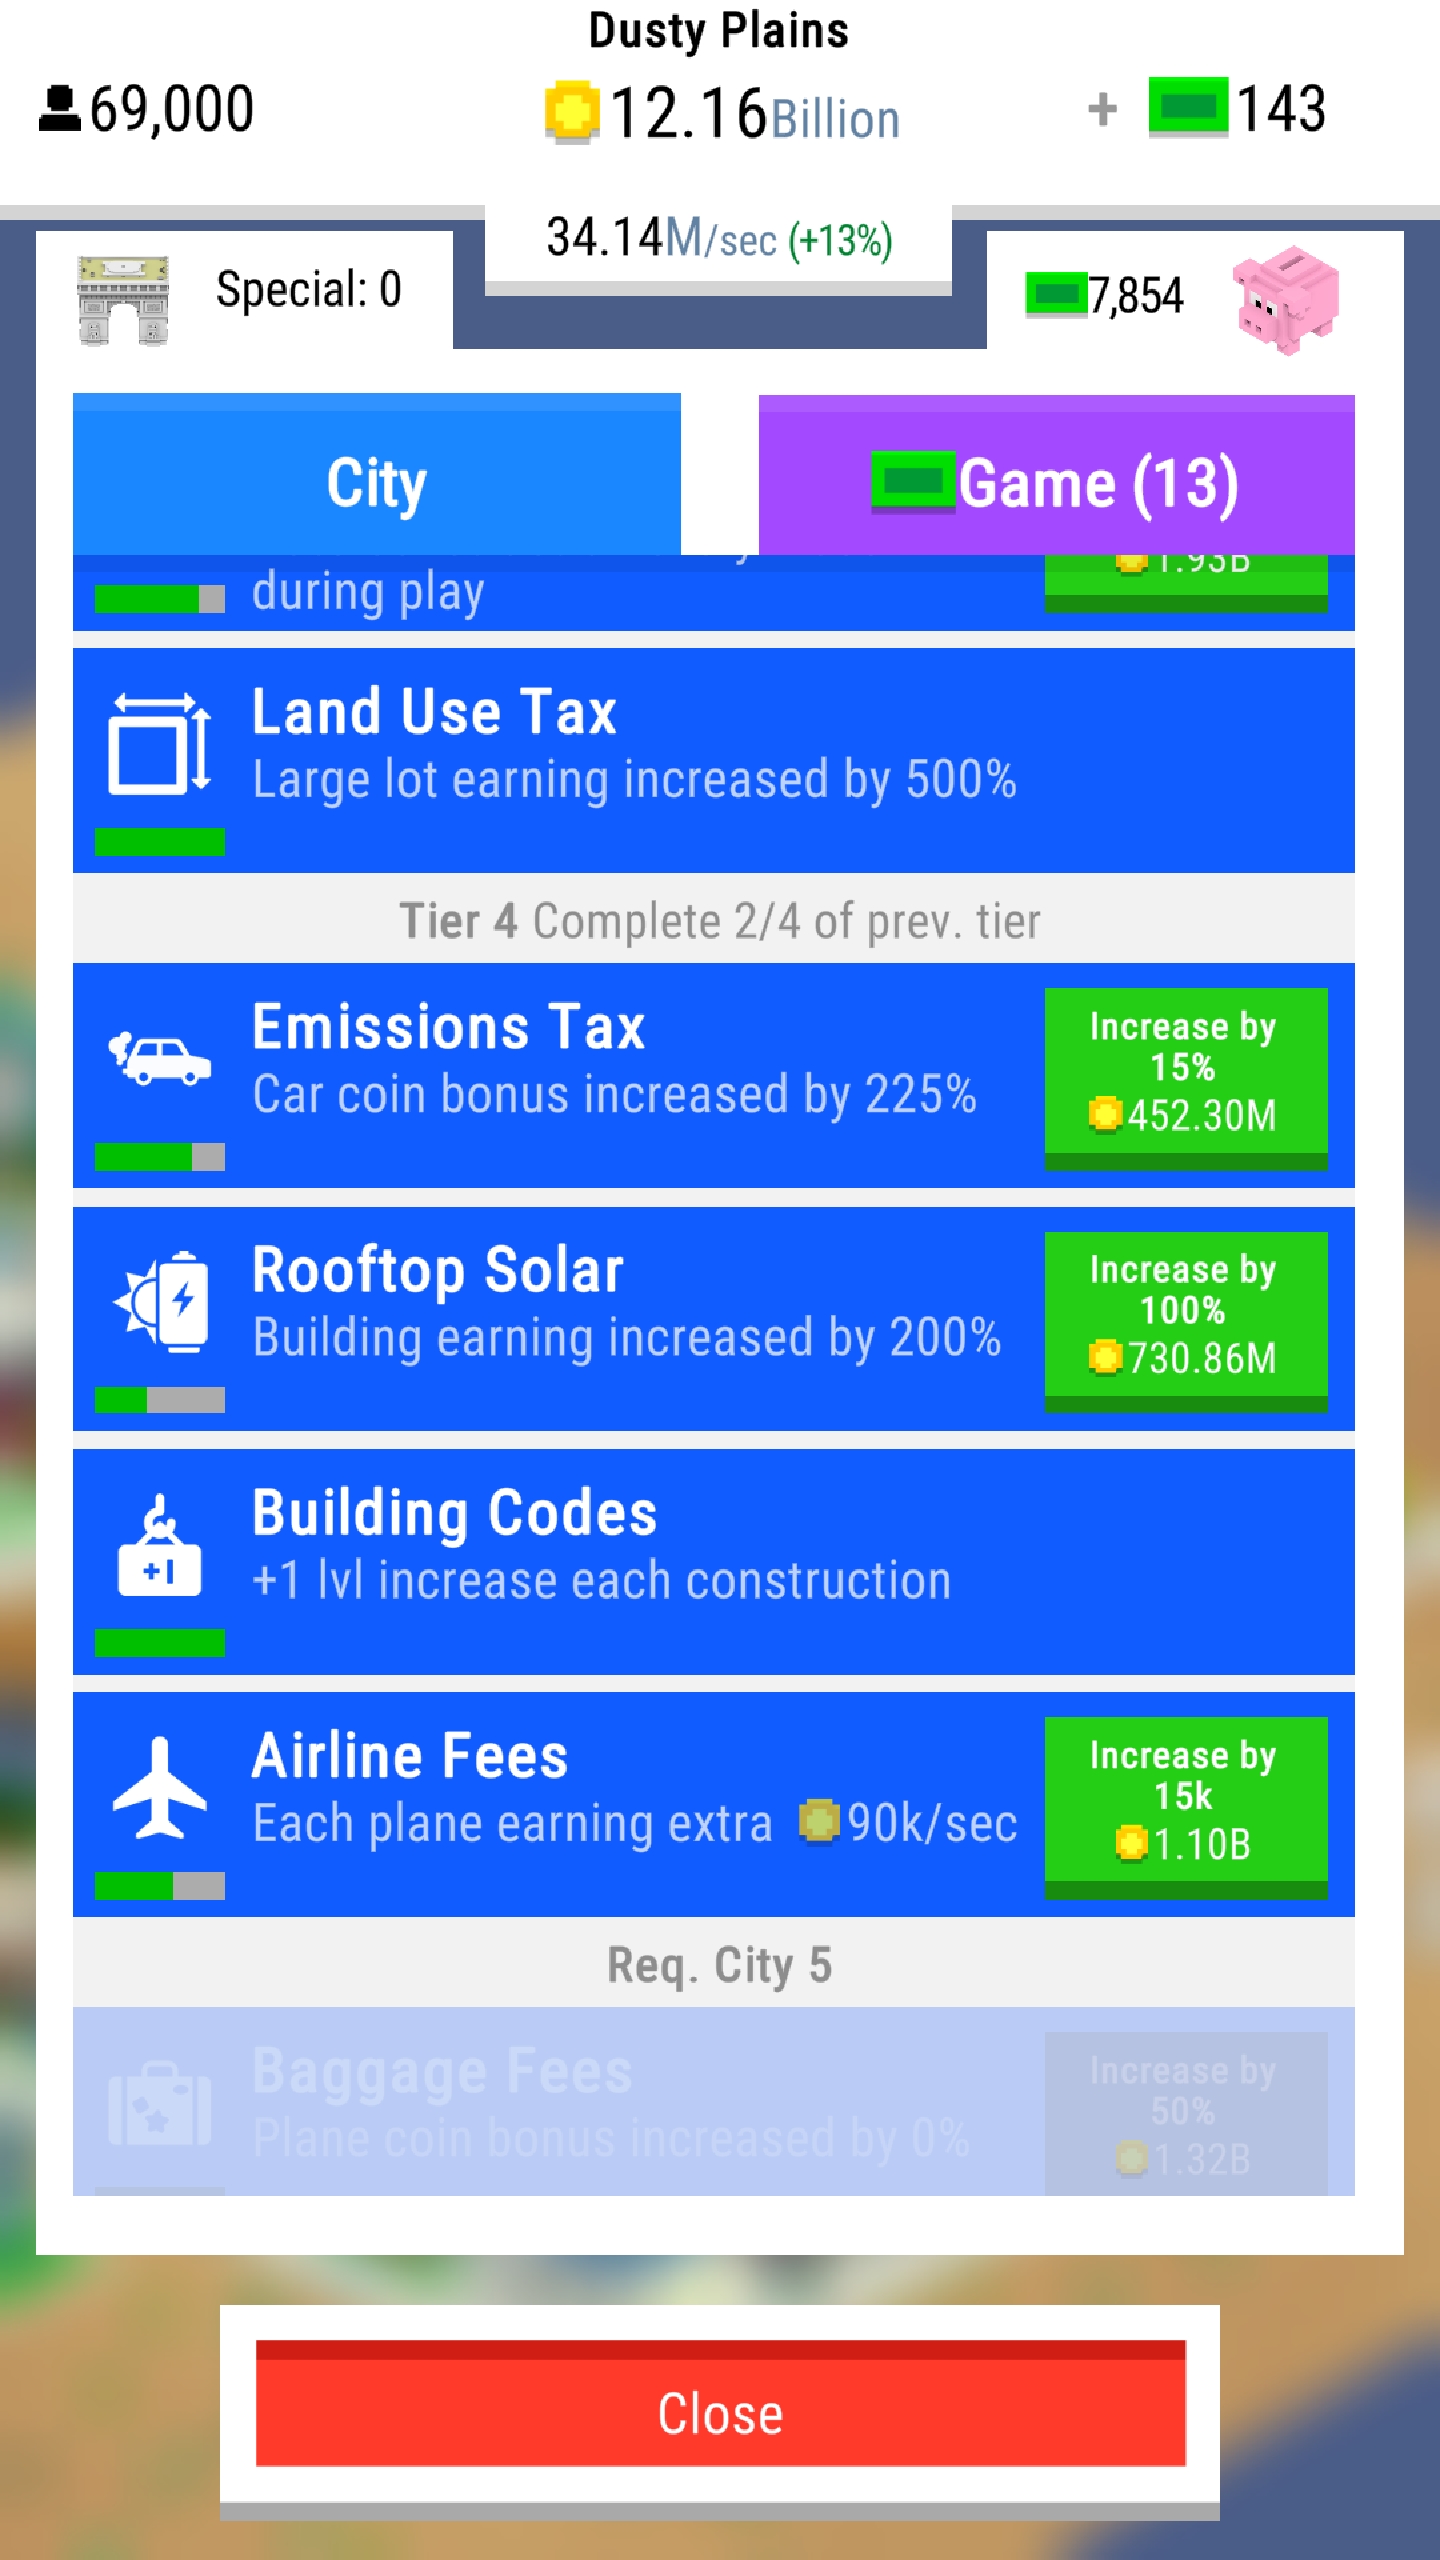 Dusty Plains
69,000
12.16Billion
+ 143
34.14M/sec (+13%)
Special: 0
7,854
City
Game (13)
during play
1.93B
Land Use Tax
Large lot earning increased by 500%
Tier 4 Complete 2/4 of prev. tier
Emissions Tax
Car coin bonus increased by 225%
Increase by
15%
452.30M
Rooftop Solar
Building earning increased by 200%
Increase by
100%
730.86M
+1
Building Codes
+1 lvl increase each construction
Airline Fees
Each plane earning extra 90k/sec
Increase by
15k
1.10B
Req. City 5
Baggage Fees
Plane coin bonus increased by 0%
Increase by
50%
1.32B
Close